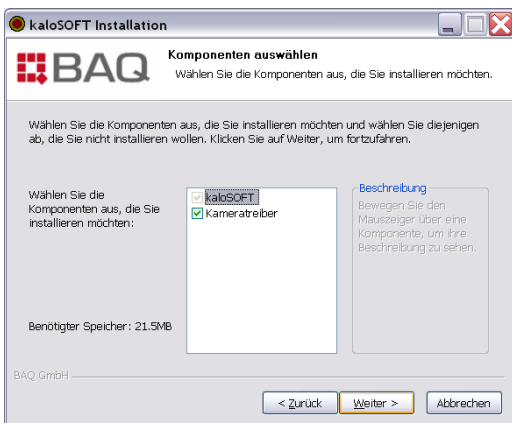 kaloSOFT Installation
BAQ
Komponenten auswählen
Wählen Sie die Komponenten aus, die Sie installieren möchten.
Wählen Sie die Komponenten aus, die Sie installieren möchten und wählen Sie diejenigen
ab, die Sie nicht installieren wollen. Klicken Sie auf Weiter, um fortzufahren.
Wählen Sie die
Komponenten aus, die Sie
installieren möchten:
kaloSOFT
Kameratreiber
Beschreibung
Bewegen Sie den
Mauszeiger über eine
Komponente, um ihre
Beschreibung zu sehen.
Benötigter Speicher: 21.5MB
BAQ GmbH
< Zurück
Weiter >
Abbrechen